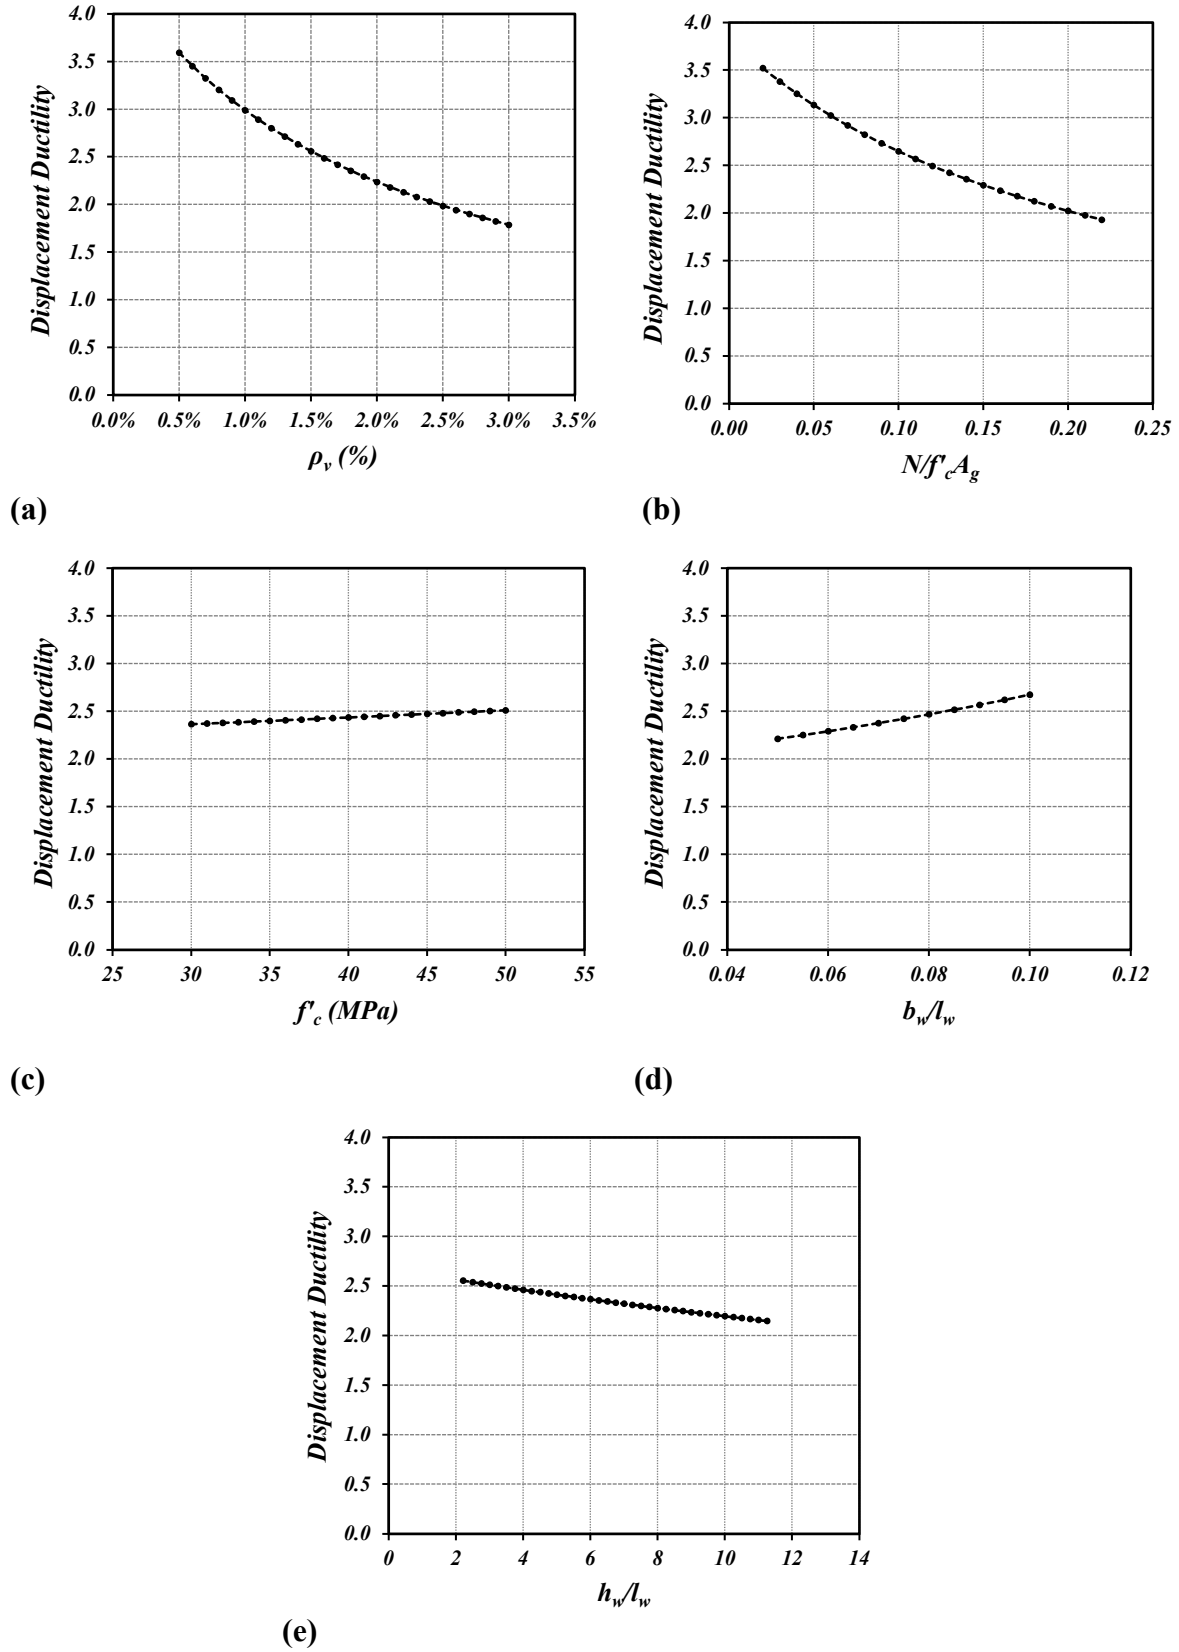 4.0
3.5
3.0
2.5
2.0
1.5
1.0
0.5
0.0
Displacement Ductility
0.0% 0.5% 1.0% 1.5% 2.0% 2.5% 3.0% 3.5%
ρv (%)
(a)
4.0
3.5
3.0
2.5
2.0
1.5
1.0
0.5
0.0
Displacement Ductility
0.00 0.05 0.10 0.15 0.20 0.25
N/f'cAg
(b)
4.0
3.5
3.0
2.5
2.0
1.5
1.0
0.5
0.0
Displacement Ductility
25 30 35 40 45 50 55
f'c (MPa)
(c)
4.0
3.5
3.0
2.5
2.0
1.5
1.0
0.5
0.0
Displacement Ductility
0.04 0.06 0.08 0.10 0.12
bw/lw
(d)
4.0
3.5
3.0
2.5
2.0
1.5
1.0
0.5
0.0
Displacement Ductility
0 2 4 6 8 10 12 14
hw/lw
(e)